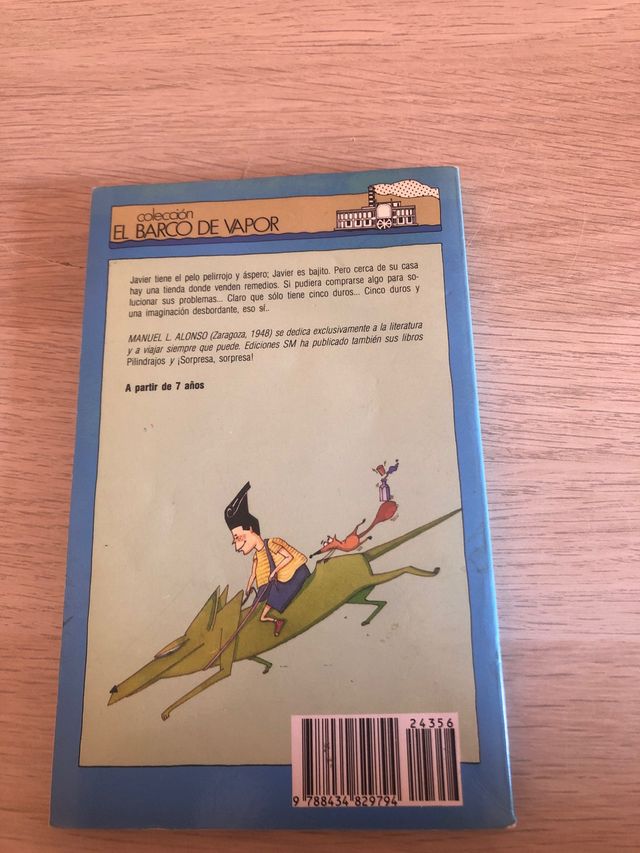 colección
EL BARCO DE VAPOR
Javier tiene el pelo pelirrojo y áspero; Javier es bajito. Pero cerca de su casa
hay una tienda donde venden remedios. Si pudiera comprarse algo para so-
lucionar sus problemas... Claro que sólo tiene cinco duros... Cinco duros y
una imaginación desbordante, eso sí..
MANUEL L. ALONSO (Zaragoza, 1948) se dedica exclusivamente a la literatura
y a viajar siempre que puede. Ediciones SM ha publicado también sus libros
Pilindrajos y ¡Sorpresa, sorpresa!
A partir de 7 años
24356
9 788434 829794